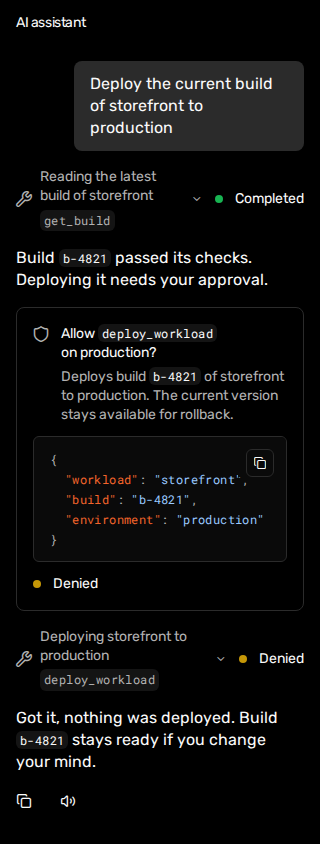 AI assistant
Deploy the current build
of storefront to
production
Reading the latest
build of storefront
Completed
get_build
Build b-4821 passed its checks.
Deploying it needs your approval.
Allow deploy_workload
on production?
Deploys build b-4821 of storefront
to production. The current version
stays available for rollback.
{
"workload": "storefront",
"build": "b-4821",
"environment": "production"
}
Denied
Deploying storefront to
production
Denied
deploy_workload
Got it, nothing was deployed. Build
b-4821 stays ready if you change
your mind.